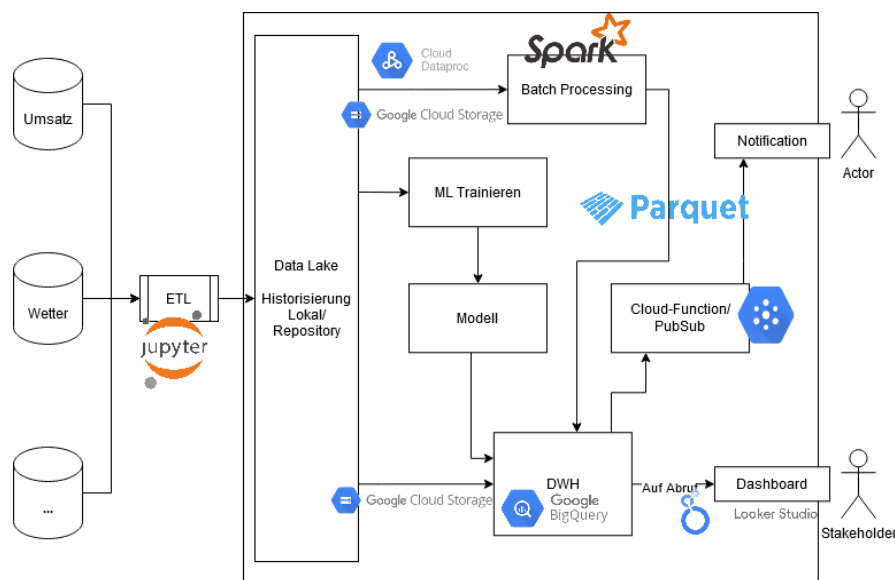 Spark
Cloud
Dataproc
Batch Processing
Google Cloud Storage
Umsatz
Notification
Actor
ML Trainieren
Parquet
Data Lake
Historisierung
Lokal/
Repository
ETL
jupyter
Wetter
Modell
Cloud-Function/
PubSub
DWH
Google
BigQuery
Google Cloud Storage
Auf Abruf
Dashboard
Looker Studio
...
Stakeholder